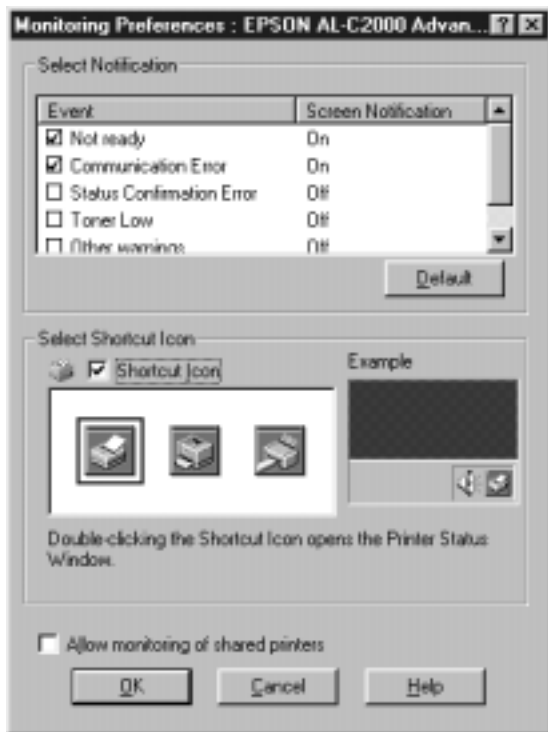 Monitoring Preferences : EPSON AL-C2000 Advan... ? X
Select Notification
Event Screen Notification
Not ready On
Communication Error On
Status Confirmation Error Off
Toner Low Off
Other warnings Off
Default
Select Shortcut Icon
Shortcut Icon
Example
Double-clicking the Shortcut Icon opens the Printer Status
Window.
Allow monitoring of shared printers
OK Cancel Help